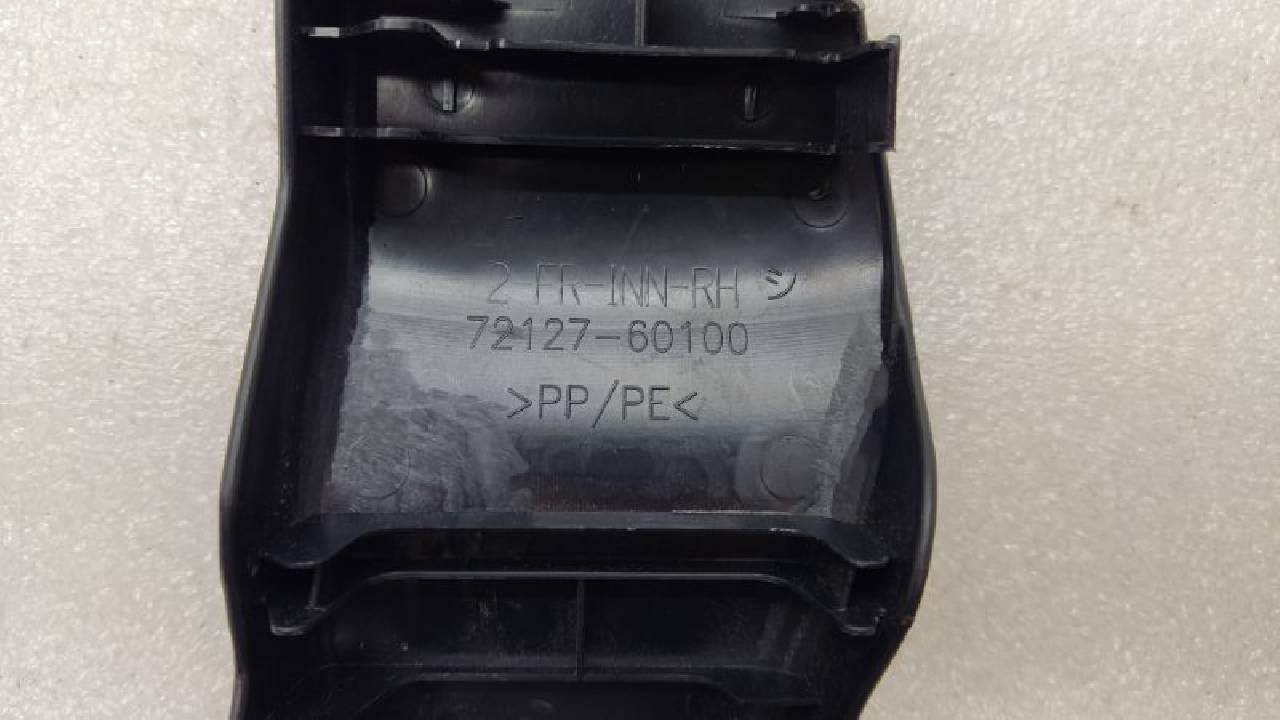 2 FR-INN-RH シ
72127-60100
>PP/PE<